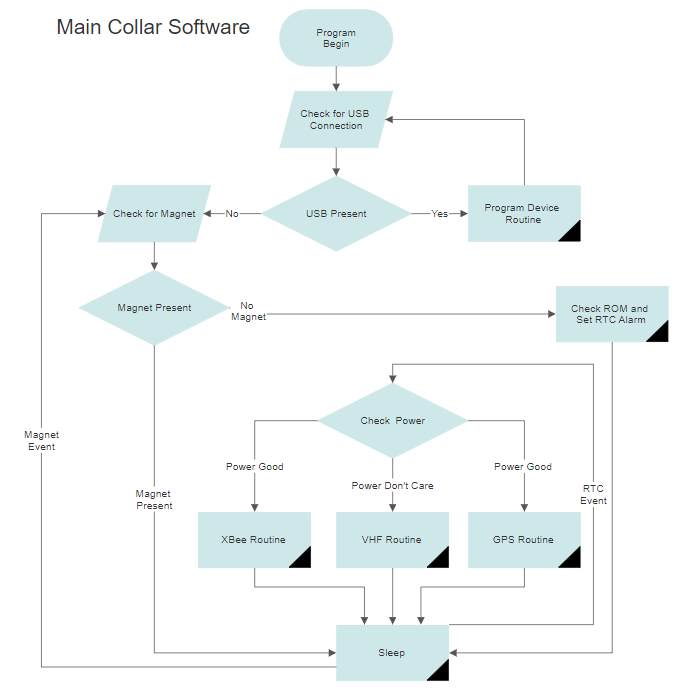 Main Collar Software
Program
Begin
Check for USB
Connection
USB Present
No
Yes
Program Device
Routine
Check for Magnet
Magnet Present
No
Magnet
Check ROM and
Set RTC Alarm
Check  Power
Magnet
Event
Power Good
Power Don't Care
Power Good
Magnet
Present
RTC
Event
XBee Routine
VHF Routine
GPS Routine
Sleep